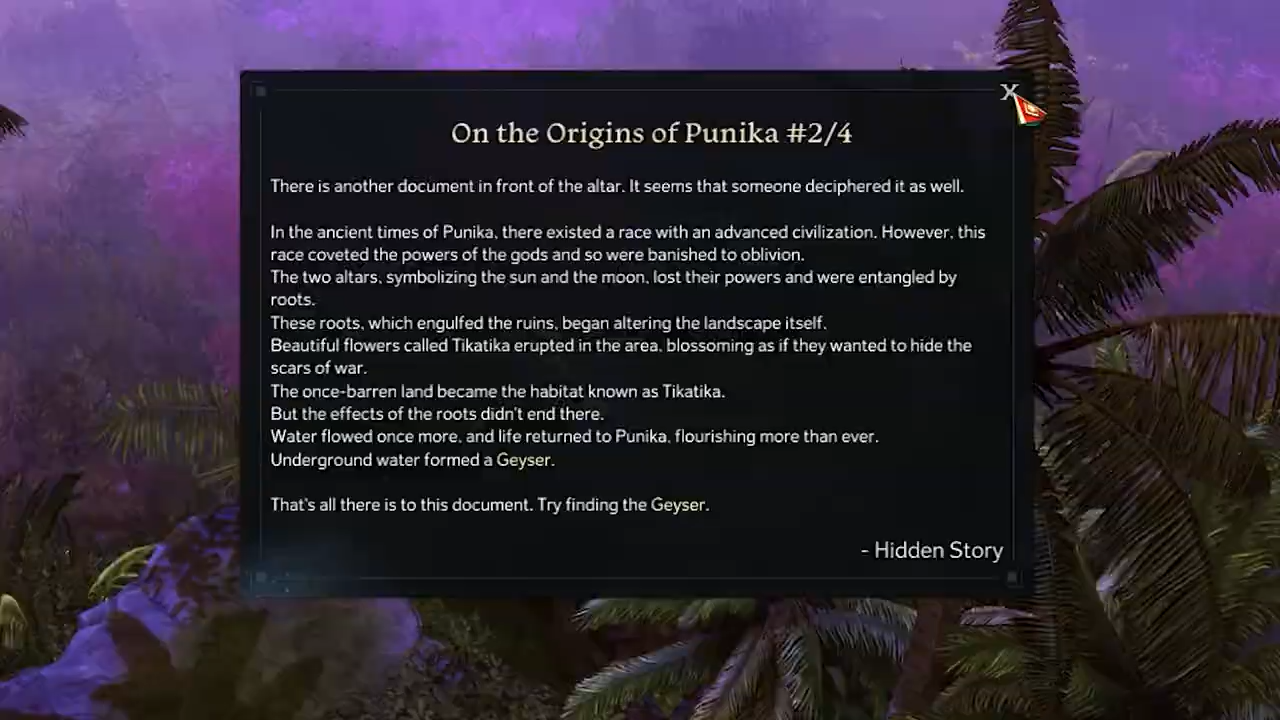 X
On the Origins of Punika #2/4
There is another document in front of the altar. It seems that someone deciphered it as well.
In the ancient times of Punika, there existed a race with an advanced civilization. However, this
race coveted the powers of the gods and so were banished to oblivion.
The two altars, symbolizing the sun and the moon, lost their powers and were entangled by
roots.
These roots, which engulfed the ruins, began altering the landscape itself.
Beautiful flowers called Tikatika erupted in the area, blossoming as if they wanted to hide the
scars of war.
The once-barren land became the habitat known as Tikatika.
But the effects of the roots didn't end there.
Water flowed once more, and life returned to Punika, flourishing more than ever.
Underground water formed a Geyser.
That's all there is to this document. Try finding the Geyser.
- Hidden Story